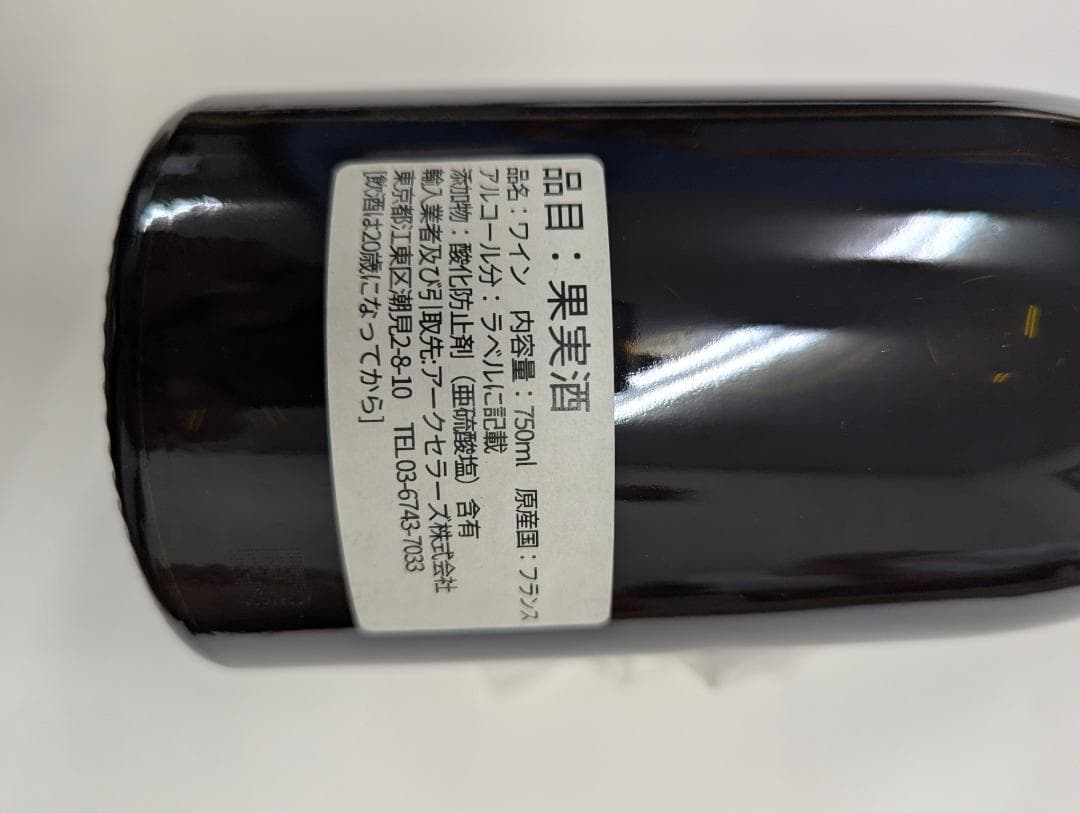 品目：果実酒
品名：ワイン　内容量：750ml　原産国：フランス
アルコール分：ラベルに記載
添加物：酸化防止剤（亜硫酸塩）含有
輸入業者及び引取先:アークセラーズ株式会社
東京都江東区潮見2-8-10　TEL 03-6743-7033
[飲酒は20歳になってから]